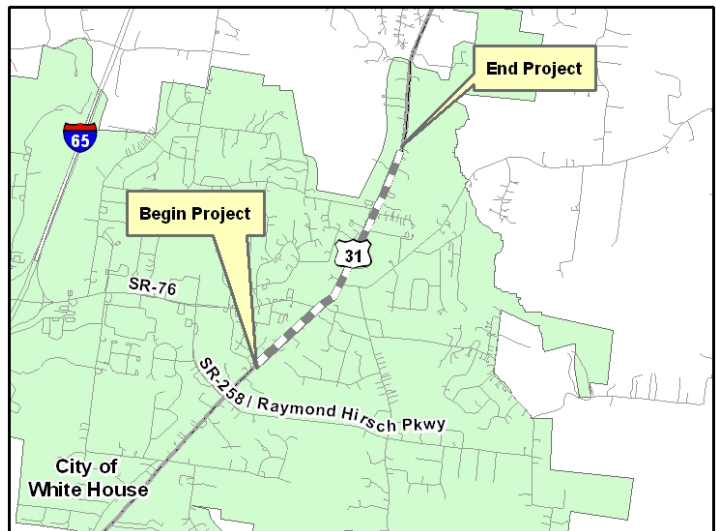 End Project
65
Begin Project
31
SR-76
SR-258 / Raymond Hirsch Pkwy
City of
White House